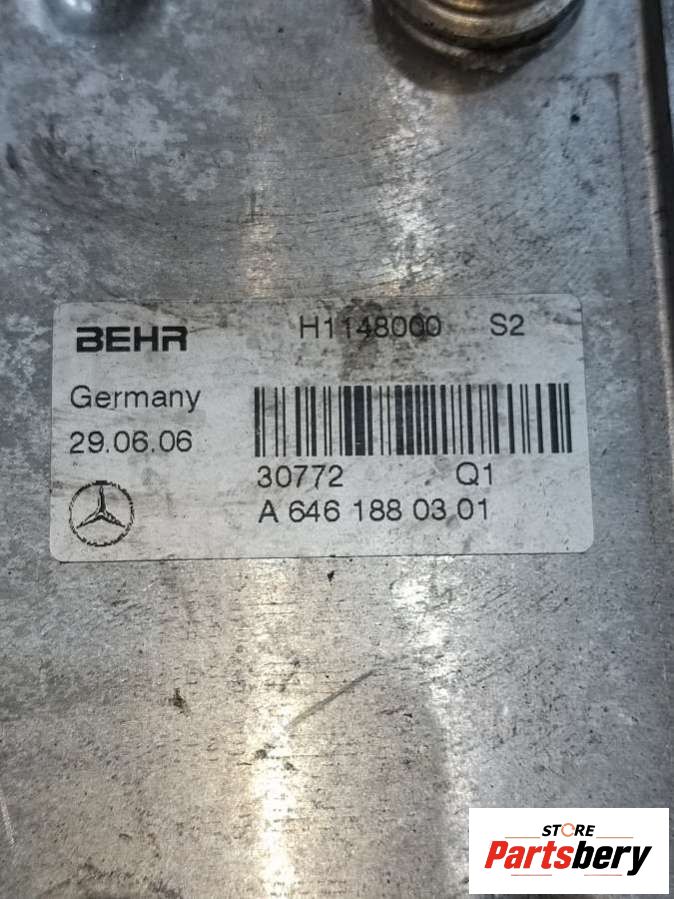 BEHR H1148000 S2
Germany
29.06.06
30772 Q1
A 646 188 03 01
STORE
Partsbery